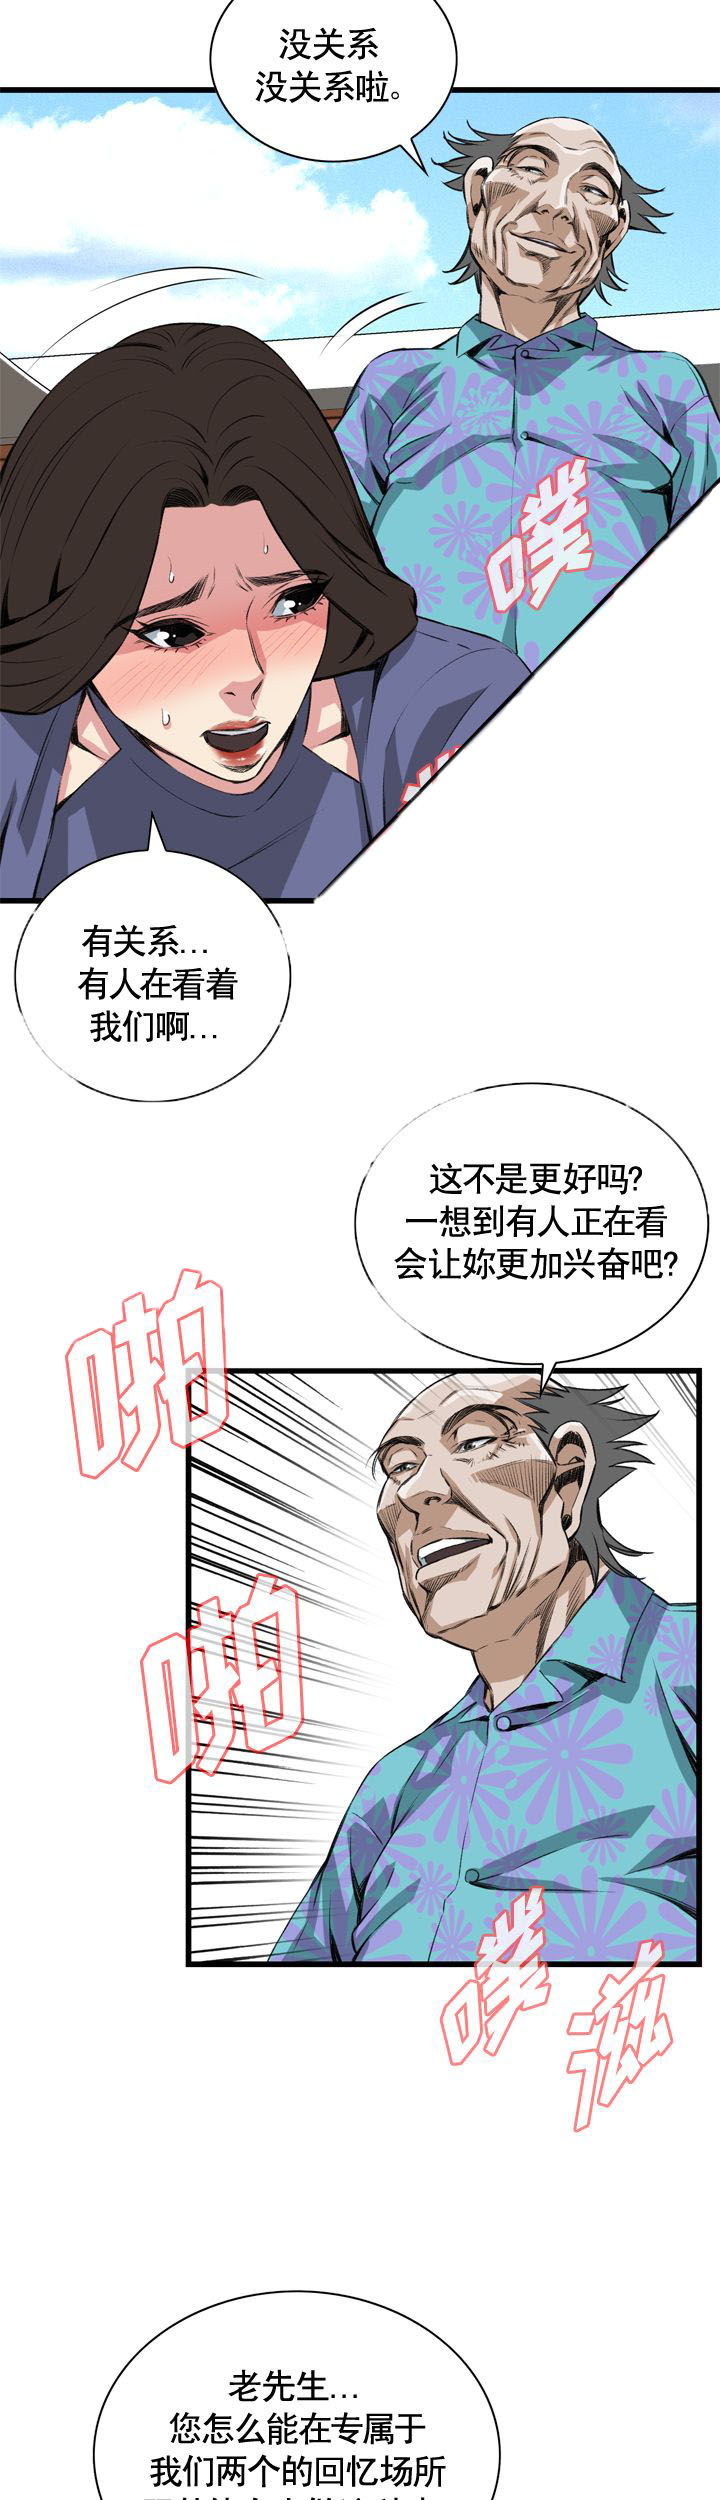 没关系
没关系啦。
噗
有关系...
有人在看着
我们啊...
这不是更好吗?
一想到有人正在看
会让妳更加兴奋吧?
啪
啪
噗
滋
老先生...
您怎么能在专属于
我们两个的回忆场所